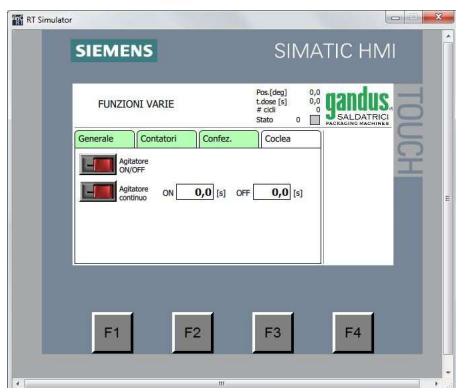 RT Simulator
SIEMENS
SIMATIC HMI
TOUCH
FUNZIONI VARIE
Pos.[deg] 0,0
t.dose [s] 0,0
# cicli 0
Stato 0
gandus
SALDATRICI
PACKAGING MACHINES
Generale Contatori Confez. Coclea
Agitatore
ON/OFF
Agitatore
continuo ON 0,0 [s] OFF 0,0 [s]
F1 F2 F3 F4